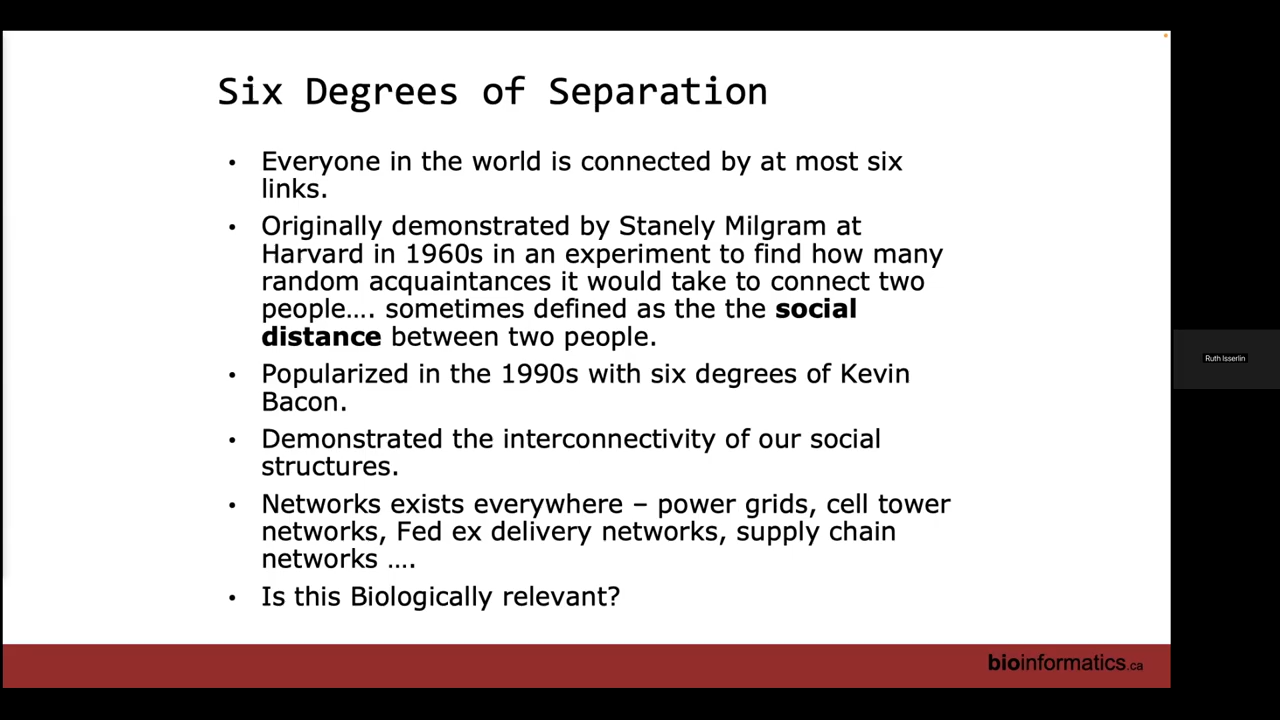 Six Degrees of Separation
• Everyone in the world is connected by at most six
links.
• Originally demonstrated by Stanely Milgram at
Harvard in 1960s in an experiment to find how many
random acquaintances it would take to connect two
people…. sometimes defined as the the social
distance between two people.
• Popularized in the 1990s with six degrees of Kevin
Bacon.
• Demonstrated the interconnectivity of our social
structures.
• Networks exists everywhere – power grids, cell tower
networks, Fed ex delivery networks, supply chain
networks ….
• Is this Biologically relevant?
bioinformatics.ca
Ruth Isserlin